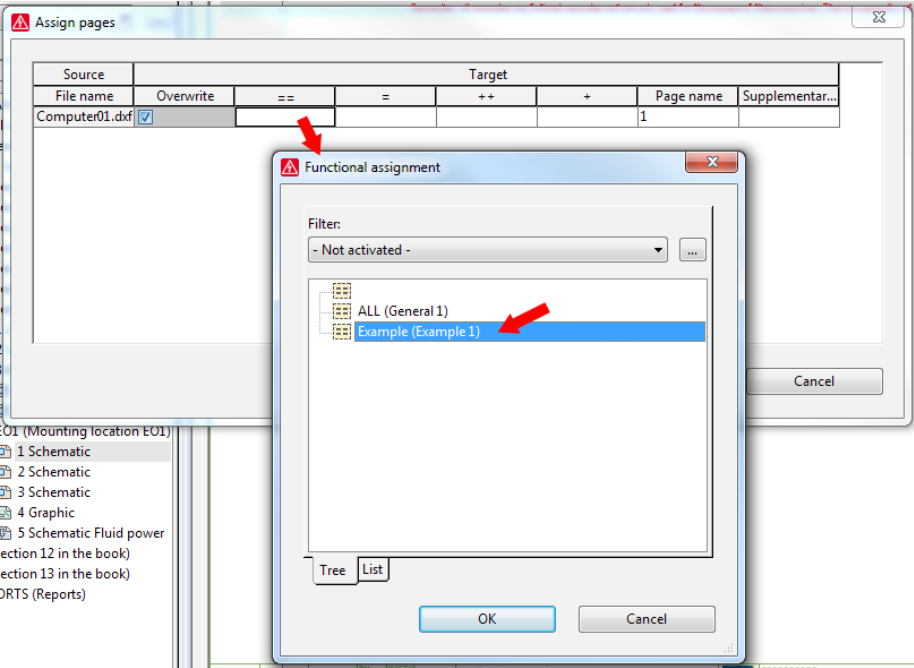 Assign pages
Source Target
File name Overwrite == = ++ + Page name Supplementar...
Computer01.dxf 1
Functional assignment
Filter:
- Not activated -
...
ALL (General 1)
Example (Example 1)
Cancel
EO1 (Mounting location EO1)
1 Schematic
2 Schematic
3 Schematic
4 Graphic
5 Schematic Fluid power
ection 12 in the book)
ection 13 in the book)
ORTS (Reports)
Tree List
OK Cancel